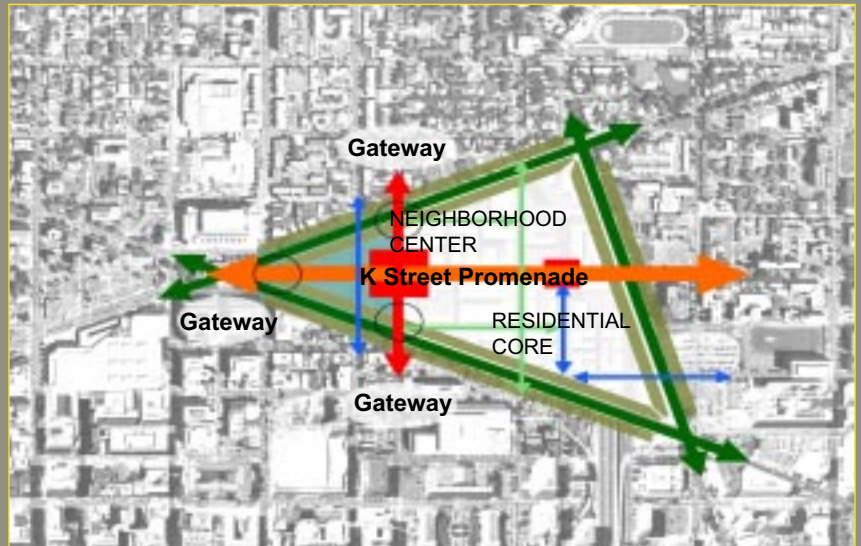 Gateway
NEIGHBORHOOD
CENTER
K Street Promenade
Gateway
RESIDENTIAL
CORE
Gateway